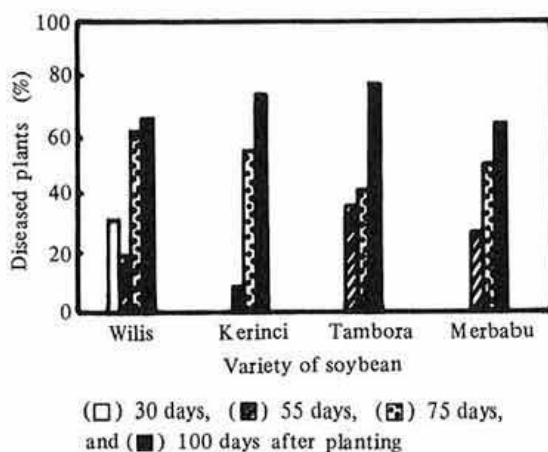 100
80
60
40
20
0
Diseased plants (%)
Wilis Kerinci Tambora Merbabu
Variety of soybean
(□) 30 days, (▨) 55 days, (▩) 75 days,
and (■) 100 days after planting